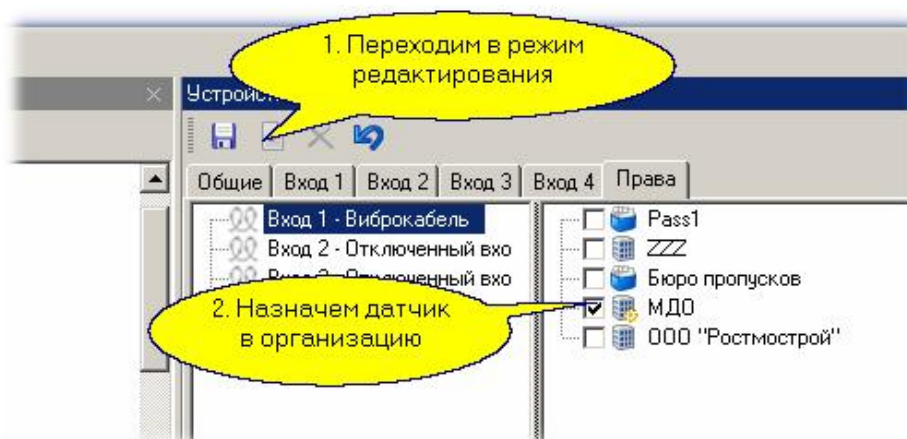 1. Переходим в режим
редактирования
Устройс
Общие Вход 1 Вход 2 Вход 3 Вход 4 Права
Вход 1 - Виброкабель
Вход 2 - Отключенный вхо
Pass1
ZZZ
Бюро пропусков
МДО
ООО "Ростмострой"
2. Назначем датчик
в организацию